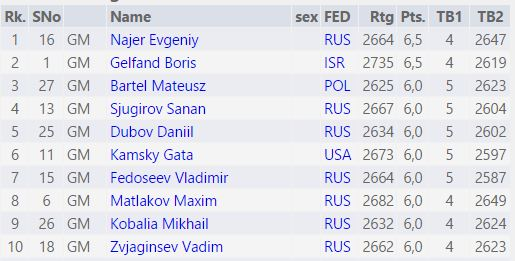 Rk. SNo Name sex FED Rtg Pts. TB1 TB2
1 16 GM Najer Evgeniy RUS 2664 6,5 4 2647
2 1 GM Gelfand Boris ISR 2735 6,5 4 2619
3 27 GM Bartel Mateusz POL 2625 6,0 5 2623
4 13 GM Sjugirov Sanan RUS 2667 6,0 5 2604
5 25 GM Dubov Daniil RUS 2634 6,0 5 2602
6 11 GM Kamsky Gata USA 2673 6,0 5 2597
7 15 GM Fedoseev Vladimir RUS 2664 6,0 5 2587
8 6 GM Matlakov Maxim RUS 2682 6,0 4 2649
9 26 GM Kobalia Mikhail RUS 2632 6,0 4 2624
10 18 GM Zvjaginsev Vadim RUS 2662 6,0 4 2623